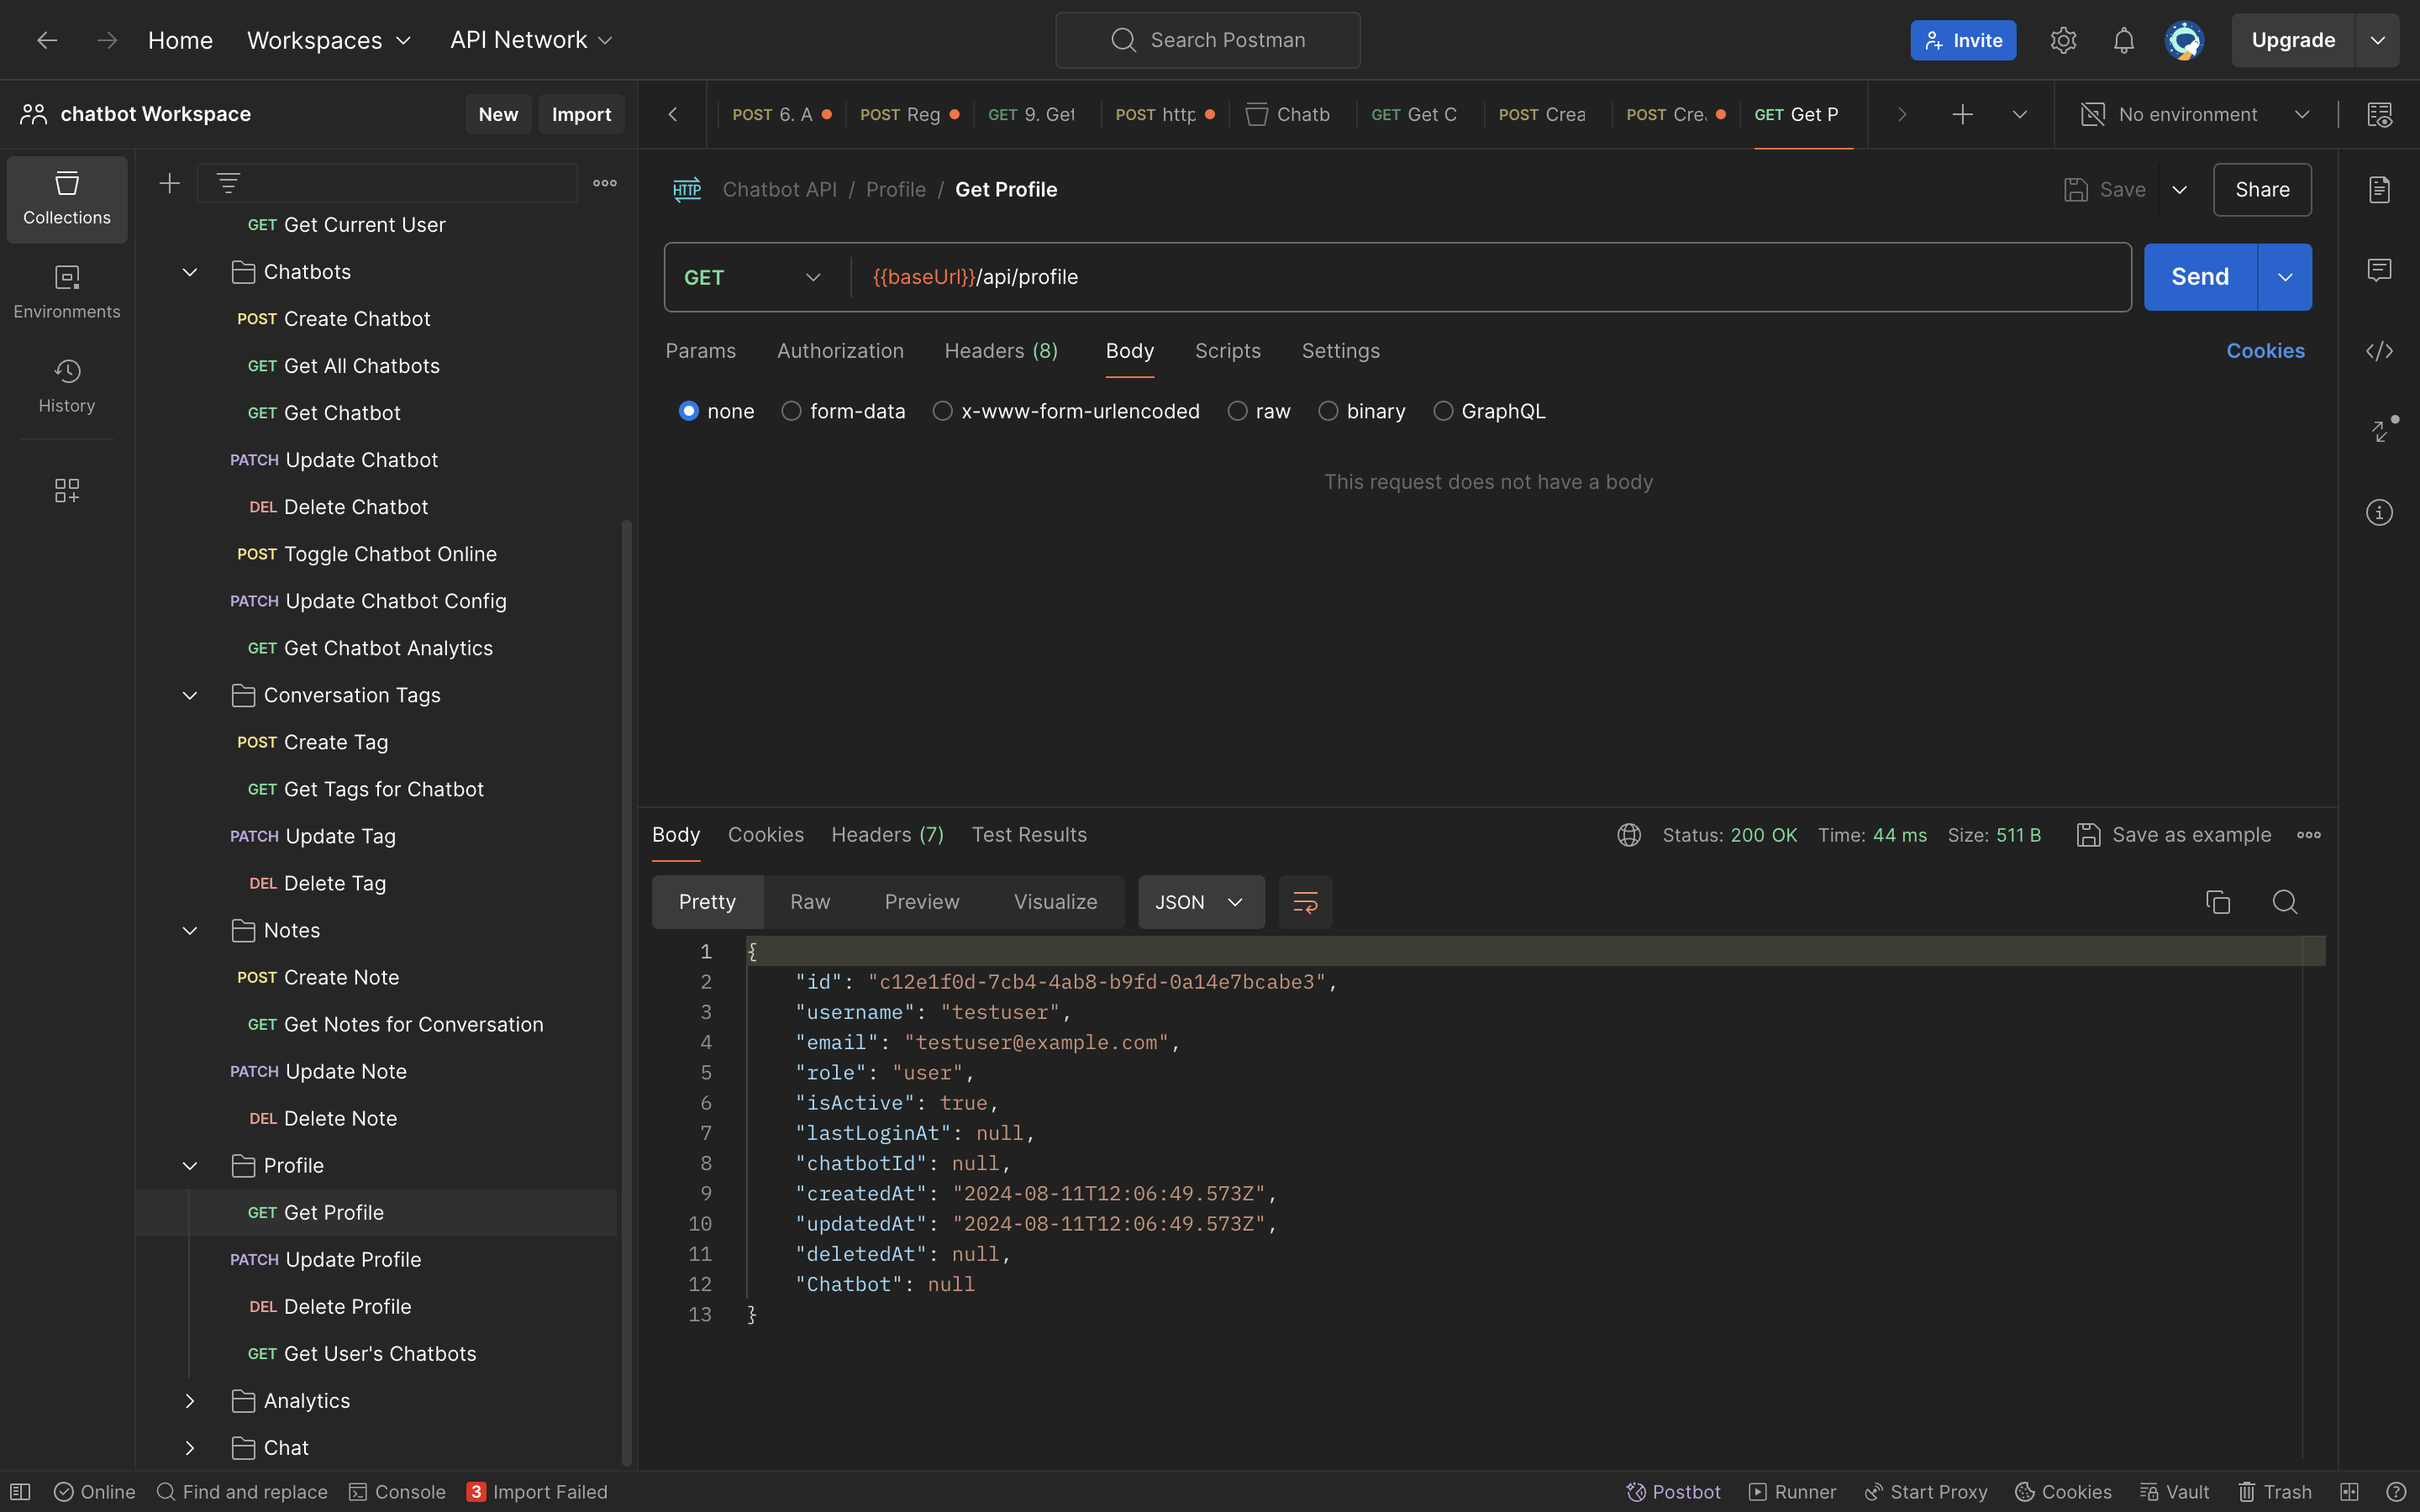 Home Workspaces API Network Search Postman Invite Upgrade
chatbot Workspace New Import
POST 6. A POST Reg GET 9. Get POST http Chatb GET Get C POST Crea POST Cre. GET Get P No environment
Collections
Environments
History
GET Get Current User
Chatbots
POST Create Chatbot
GET Get All Chatbots
GET Get Chatbot
PATCH Update Chatbot
DEL Delete Chatbot
POST Toggle Chatbot Online
PATCH Update Chatbot Config
GET Get Chatbot Analytics
Conversation Tags
POST Create Tag
GET Get Tags for Chatbot
PATCH Update Tag
DEL Delete Tag
Notes
POST Create Note
GET Get Notes for Conversation
PATCH Update Note
DEL Delete Note
Profile
GET Get Profile
PATCH Update Profile
DEL Delete Profile
GET Get User's Chatbots
Analytics
Chat
HTTP Chatbot API / Profile / Get Profile Save Share
GET {{baseUrl}}/api/profile Send
Params Authorization Headers (8) Body Scripts Settings Cookies
none form-data x-www-form-urlencoded raw binary GraphQL
This request does not have a body
Body Cookies Headers (7) Test Results Status: 200 OK Time: 44 ms Size: 511 B Save as example
Pretty Raw Preview Visualize JSON
1 {
2 "id": "c12e1f0d-7cb4-4ab8-b9fd-0a14e7bcabe3",
3 "username": "testuser",
4 "email": "testuser@example.com",
5 "role": "user",
6 "isActive": true,
7 "lastLoginAt": null,
8 "chatbotId": null,
9 "createdAt": "2024-08-11T12:06:49.573Z",
10 "updatedAt": "2024-08-11T12:06:49.573Z",
11 "deletedAt": null,
12 "Chatbot": null
13 }
Online Find and replace Console 3 Import Failed Postbot Runner Start Proxy Cookies Vault Trash